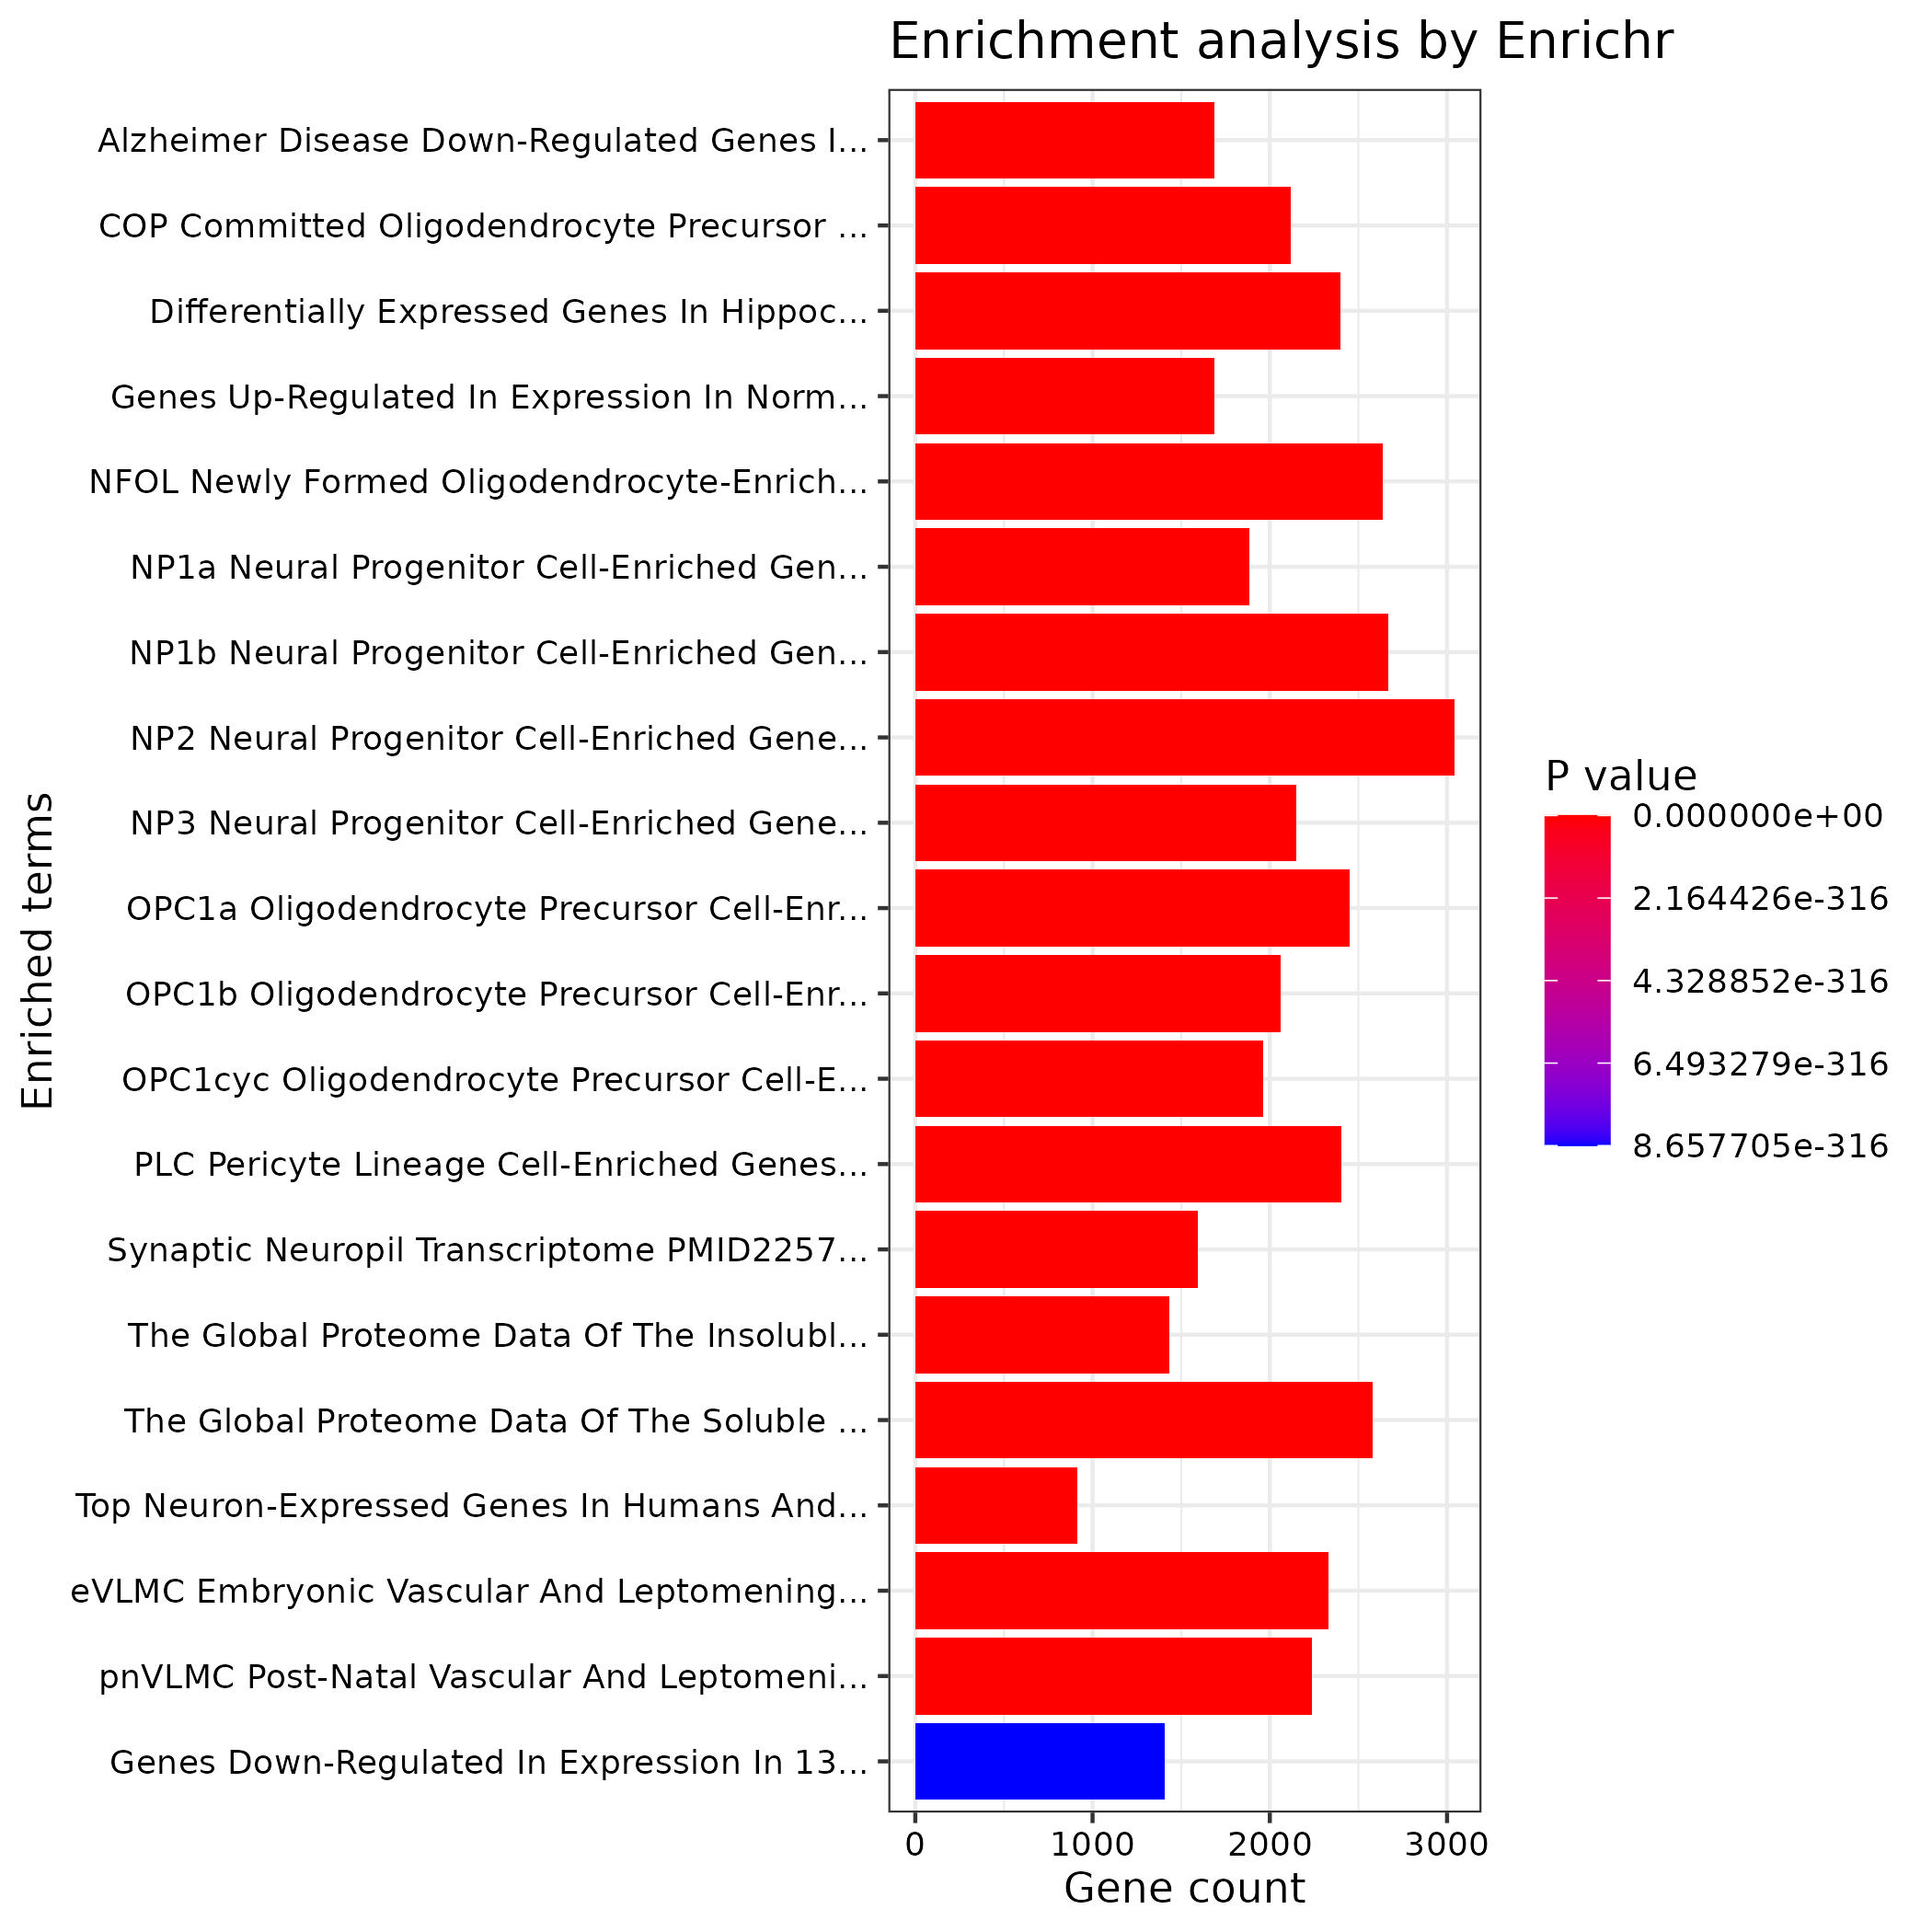 Enrichment analysis by Enrichr
Enriched terms
Alzheimer Disease Down-Regulated Genes I...
COP Committed Oligodendrocyte Precursor ...
Differentially Expressed Genes In Hippoc...
Genes Up-Regulated In Expression In Norm...
NFOL Newly Formed Oligodendrocyte-Enrich...
NP1a Neural Progenitor Cell-Enriched Gen...
NP1b Neural Progenitor Cell-Enriched Gen...
NP2 Neural Progenitor Cell-Enriched Gene...
NP3 Neural Progenitor Cell-Enriched Gene...
OPC1a Oligodendrocyte Precursor Cell-Enr...
OPC1b Oligodendrocyte Precursor Cell-Enr...
OPC1cyc Oligodendrocyte Precursor Cell-E...
PLC Pericyte Lineage Cell-Enriched Genes...
Synaptic Neuropil Transcriptome PMID2257...
The Global Proteome Data Of The Insolubl...
The Global Proteome Data Of The Soluble ...
Top Neuron-Expressed Genes In Humans And...
eVLMC Embryonic Vascular And Leptomening...
pnVLMC Post-Natal Vascular And Leptomeni...
Genes Down-Regulated In Expression In 13...
0 1000 2000 3000
Gene count
P value
0.000000e+00
2.164426e-316
4.328852e-316
6.493279e-316
8.657705e-316